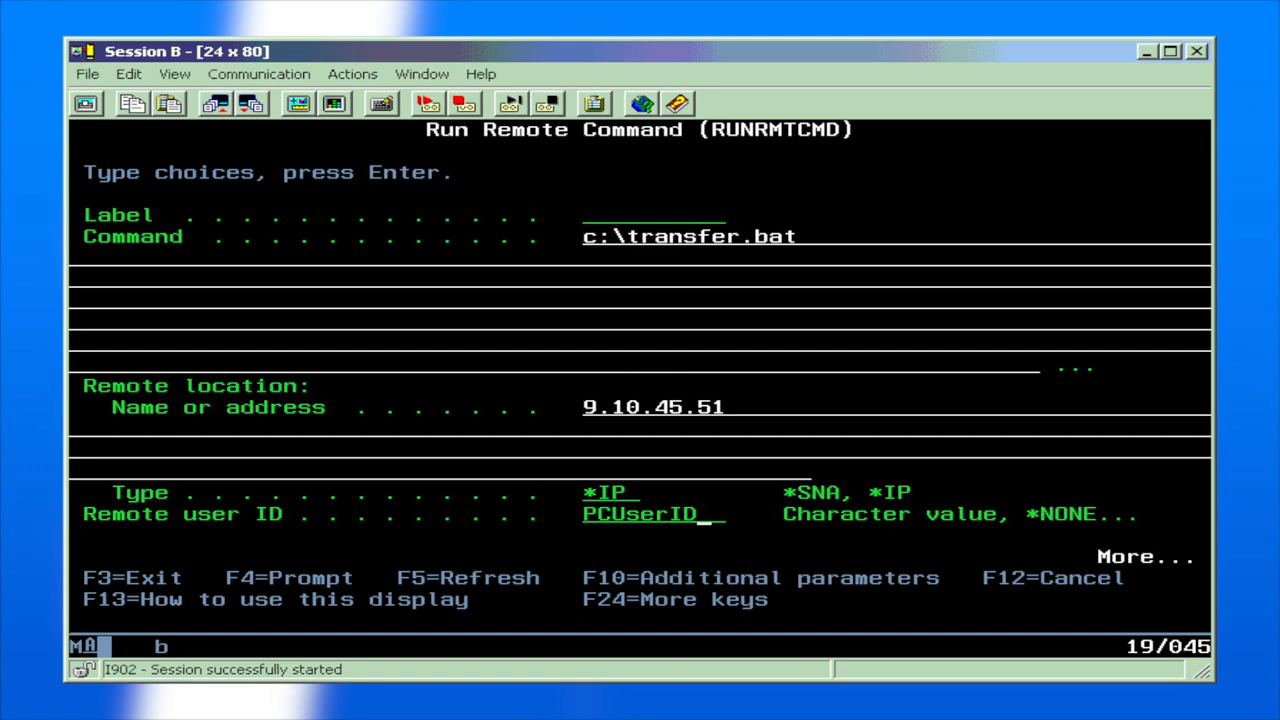 Session B - [24 x 80]
File Edit View Communication Actions Window Help
Run Remote Command (RUNRMTCMD)
Type choices, press Enter.
Label . . . . . . . . . . . . .
Command . . . . . . . . . . . . c:\transfer.bat
...
Remote location:
Name or address . . . . . . . 9.10.45.51
Type . . . . . . . . . . . . . *IP *SNA, *IP
Remote user ID . . . . . . . . . PCUserID Character value, *NONE...
More...
F3=Exit F4=Prompt F5=Refresh F10=Additional parameters F12=Cancel
F13=How to use this display F24=More keys
MA b 19/045
I902 - Session successfully started